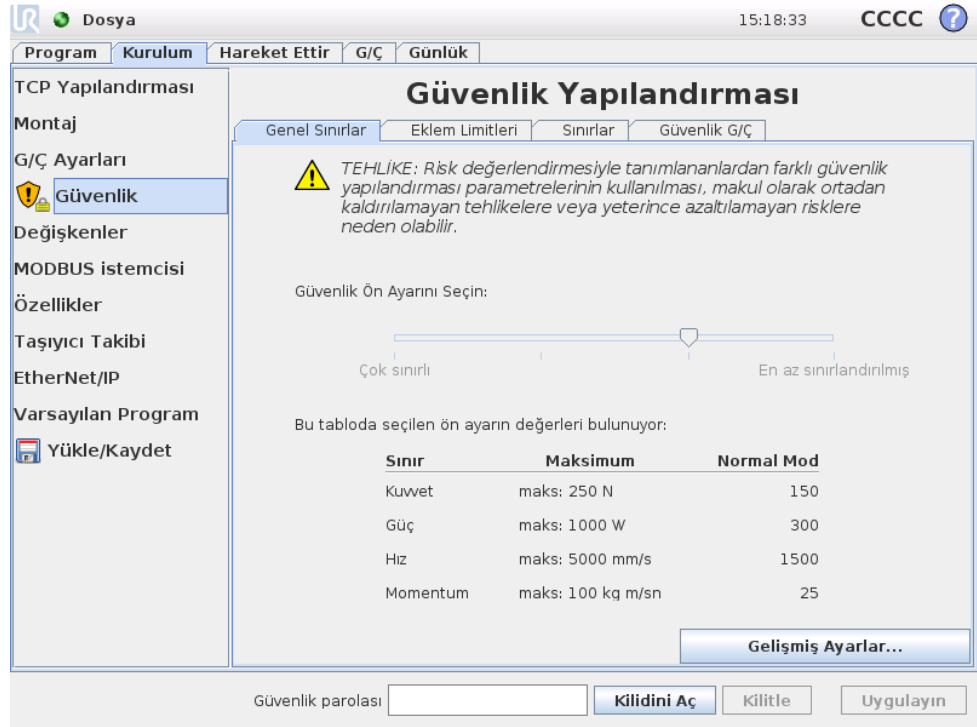 UR Dosya 15:18:33 CCCC ?
Program Kurulum Hareket Ettir G/Ç Günlük
TCP Yapılandırması
Montaj
G/Ç Ayarları
Güvenlik
Değişkenler
MODBUS istemcisi
Özellikler
Taşıyıcı Takibi
EtherNet/IP
Varsayılan Program
Yükle/Kaydet
Güvenlik Yapılandırması
Genel Sınırlar Eklem Limitleri Sınırlar Güvenlik G/Ç
TEHLİKE: Risk değerlendirmesiyle tanımlananlardan farklı güvenlik
yapılandırması parametrelerinin kullanılması, makul olarak ortadan
kaldırılamayan tehlikelere veya yeterince azaltılamayan risklere
neden olabilir.
Güvenlik Ön Ayarını Seçin:
Çok sınırlı En az sınırlandırılmış
Bu tabloda seçilen ön ayarın değerleri bulunuyor:
Sınır Maksimum Normal Mod
Kuvvet maks: 250 N 150
Güç maks: 1000 W 300
Hız maks: 5000 mm/s 1500
Momentum maks: 100 kg m/sn 25
Gelişmiş Ayarlar...
Güvenlik parolası Kilidini Aç Kilitle Uygulayın